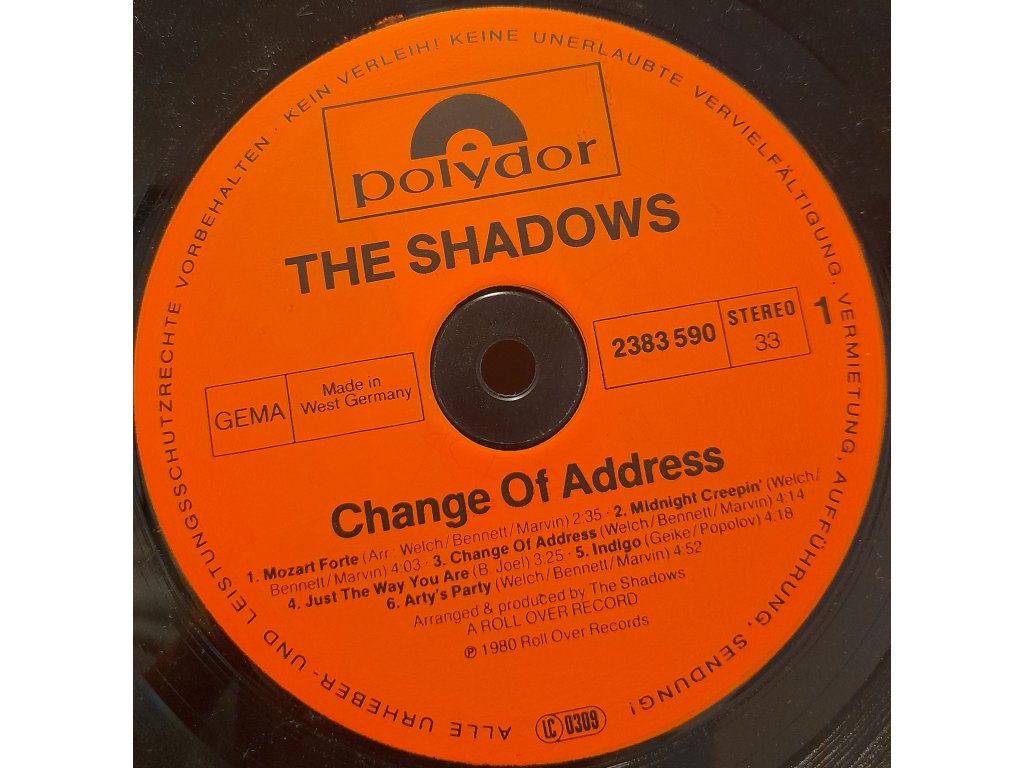 ALLE URHEBER- UND LEISTUNGSSCHUTZRECHTE VORBEHALTEN · KEIN VERLEIH! KEINE UNERLAUBTE VERVIELFÄLTIGUNG, VERMIETUNG, AUFFÜHRUNG, SENDUNG!
polydor
THE SHADOWS
GEMA
Made in
West Germany
2383 590
STEREO
33
1
Change Of Address
1. Mozart Forte (Arr.: Welch/Bennett/Marvin) 2:35 · 2. Midnight Creepin' (Welch/
Bennett/Marvin) 4:03 · 3. Change Of Address (Welch/Bennett/Marvin) 4:14
4. Just The Way You Are (B. Joel) 3:25 · 5. Indigo (Geike/Popolov) 4:18
6. Arty's Party (Welch/Bennett/Marvin) 4:52
Arranged & produced by The Shadows
A ROLL OVER RECORD
℗ 1980 Roll Over Records
LC 0309